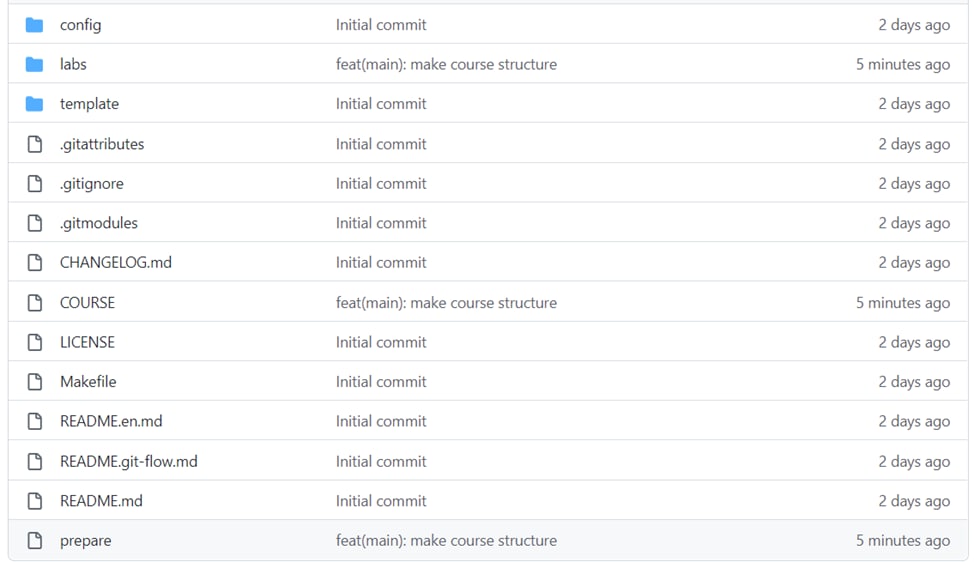 config Initial commit 2 days ago
labs feat(main): make course structure 5 minutes ago
template Initial commit 2 days ago
.gitattributes Initial commit 2 days ago
.gitignore Initial commit 2 days ago
.gitmodules Initial commit 2 days ago
CHANGELOG.md Initial commit 2 days ago
COURSE feat(main): make course structure 5 minutes ago
LICENSE Initial commit 2 days ago
Makefile Initial commit 2 days ago
README.en.md Initial commit 2 days ago
README.git-flow.md Initial commit 2 days ago
README.md Initial commit 2 days ago
prepare feat(main): make course structure 5 minutes ago